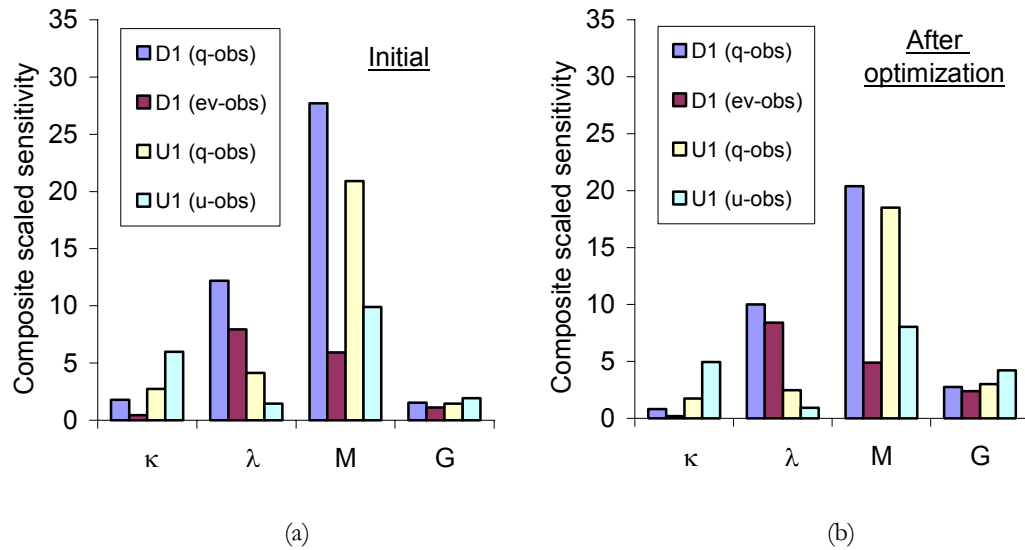 35
30
25
20
15
10
5
0
Composite scaled sensitivity
D1 (q-obs)
D1 (ev-obs)
U1 (q-obs)
U1 (u-obs)
Initial
κ λ M G
(a)
35
30
25
20
15
10
5
0
Composite scaled sensitivity
D1 (q-obs)
D1 (ev-obs)
U1 (q-obs)
U1 (u-obs)
After
optimization
κ λ M G
(b)